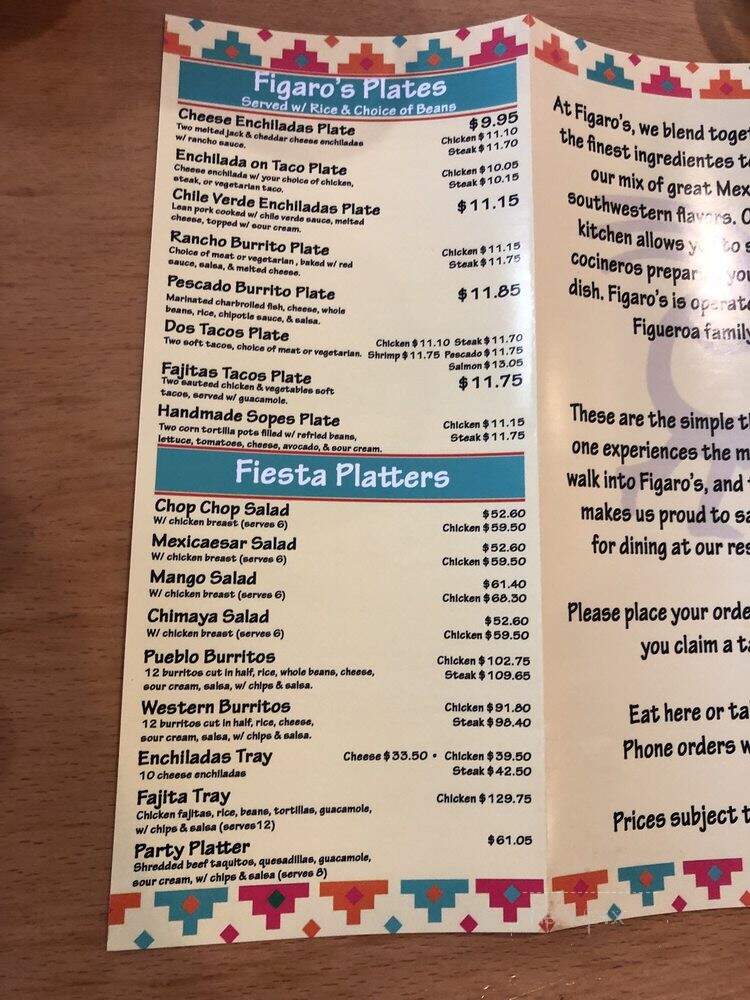 Figaro's Plates
Served w/ Rice & Choice of Beans
Cheese Enchiladas Plate $9.95
Two melted jack & cheddar cheese enchiladas Chicken $11.10
w/ rancho sauce. Steak $11.70
Enchilada on Taco Plate
Cheese enchilada w/ your choice of chicken, Chicken $10.05
steak, or vegetarian taco. Steak $10.15
Chile Verde Enchiladas Plate $11.15
Lean pork cooked w/ chile verde sauce, melted
cheese, topped w/ sour cream.
Rancho Burrito Plate
Choice of meat or vegetarian, baked w/ red Chicken $11.15
sauce, salsa, & melted cheese. Steak $11.75
Pescado Burrito Plate $11.85
Marinated charbroiled fish, cheese, whole
beans, rice, chipotle sauce, & salsa.
Dos Tacos Plate Chicken $11.10 Steak $11.70
Two soft tacos, choice of meat or vegetarian. Shrimp $11.75 Pescado $11.75
Salmon $13.05
Fajitas Tacos Plate $11.75
Two sauteed chicken & vegetables soft
tacos, served w/ guacamole.
Handmade Sopes Plate
Two corn tortilla pots filled w/ refried beans, Chicken $11.15
lettuce, tomatoes, cheese, avocado, & sour cream. Steak $11.75
Fiesta Platters
Chop Chop Salad $52.60
W/ chicken breast (serves 6) Chicken $59.50
Mexicaesar Salad $52.60
W/ chicken breast (serves 6) Chicken $59.50
Mango Salad $61.40
W/ chicken breast (serves 6) Chicken $68.30
Chimaya Salad $52.60
W/ chicken breast (serves 6) Chicken $59.50
Pueblo Burritos Chicken $102.75
12 burritos cut in half, rice, whole beans, cheese, Steak $109.65
sour cream, salsa, w/ chips & salsa.
Western Burritos Chicken $91.80
12 burritos cut in half, rice, cheese, Steak $98.40
sour cream, salsa, w/ chips & salsa.
Enchiladas Tray Cheese $33.50 • Chicken $39.50
10 cheese enchiladas Steak $42.50
Fajita Tray Chicken $129.75
Chicken fajitas, rice, beans, tortillas, guacamole,
w/ chips & salsa (serves12)
Party Platter $61.05
Shredded beef taquitos, quesadillas, guacamole,
sour cream, w/ chips & salsa (serves 8)
At Figaro's, we blend
the finest ingredientes
our mix of great
southwestern flavors.
kitchen allows
cocineros
dish. Figaro's is
Figueroa family
These are the simple
one experiences the
walk into Figaro's, and
makes us proud to
for dining at our
Please place your
you claim a
Eat here or
Phone orders
Prices subject